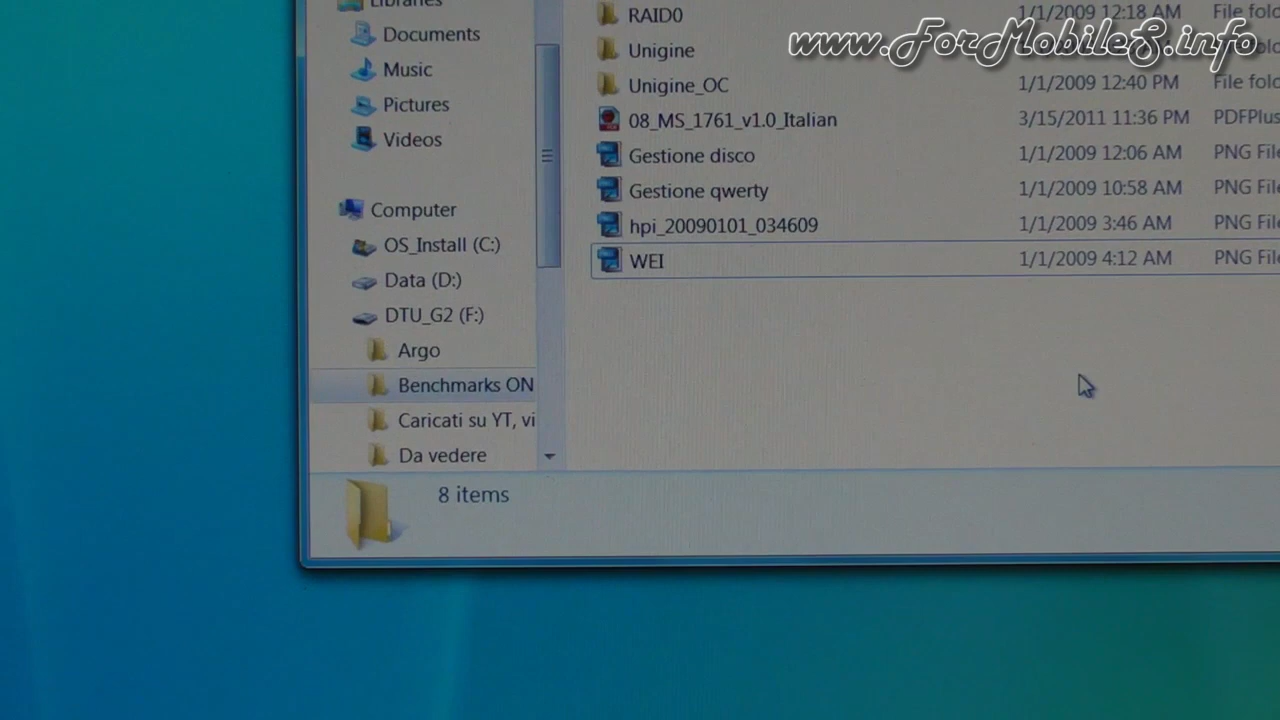 www.ForMobileS.info
Libraries
Documents
Music
Pictures
Videos
Computer
OS_Install (C:)
Data (D:)
DTU_G2 (F:)
Argo
Benchmarks ON
Caricati su YT, vi
Da vedere
RAID0 1/1/2009 12:18 AM File fold
Unigine
Unigine_OC 1/1/2009 12:40 PM File fold
08_MS_1761_v1.0_Italian 3/15/2011 11:36 PM PDFPlus
Gestione disco 1/1/2009 12:06 AM PNG File
Gestione qwerty 1/1/2009 10:58 AM PNG File
hpi_20090101_034609 1/1/2009 3:46 AM PNG File
WEI 1/1/2009 4:12 AM PNG File
8 items